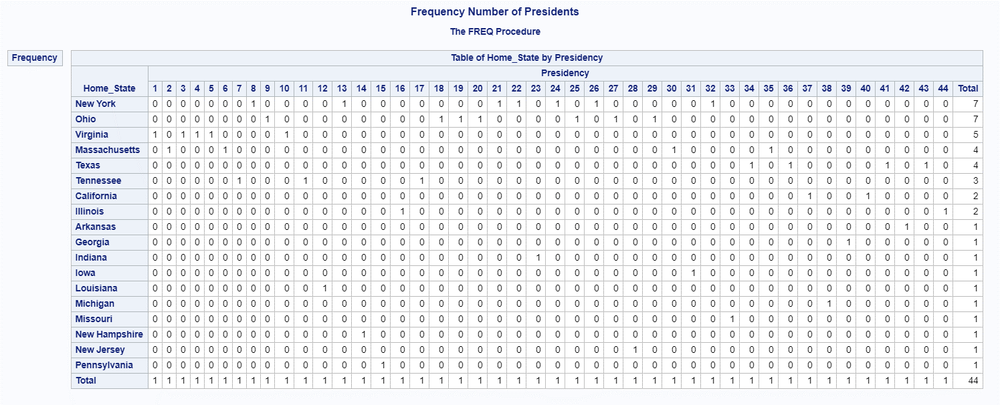 Frequency Number of Presidents
The FREQ Procedure
Frequency
Table of Home_State by Presidency
Presidency
Home_State 1 2 3 4 5 6 7 8 9 10 11 12 13 14 15 16 17 18 19 20 21 22 23 24 25 26 27 28 29 30 31 32 33 34 35 36 37 38 39 40 41 42 43 44 Total
New York 0 0 0 0 0 0 0 1 0 0 0 0 1 0 0 0 0 0 0 0 1 1 0 1 0 1 0 0 0 0 0 1 0 0 0 0 0 0 0 0 0 0 0 0 7
Ohio 0 0 0 0 0 0 0 0 1 0 0 0 0 0 0 0 0 1 1 1 0 0 0 0 1 0 1 0 1 0 0 0 0 0 0 0 0 0 0 0 0 0 0 0 7
Virginia 1 0 1 1 1 0 0 0 0 1 0 0 0 0 0 0 0 0 0 0 0 0 0 0 0 0 0 0 0 0 0 0 0 0 0 0 0 0 0 0 0 0 0 0 5
Massachusetts 0 1 0 0 0 1 0 0 0 0 0 0 0 0 0 0 0 0 0 0 0 0 0 0 0 0 0 0 0 1 0 0 0 0 1 0 0 0 0 0 0 0 0 0 4
Texas 0 0 0 0 0 0 0 0 0 0 0 0 0 0 0 0 0 0 0 0 0 0 0 0 0 0 0 0 0 0 0 0 0 1 0 1 0 0 0 0 1 0 1 0 4
Tennessee 0 0 0 0 0 0 1 0 0 0 1 0 0 0 0 0 1 0 0 0 0 0 0 0 0 0 0 0 0 0 0 0 0 0 0 0 0 0 0 0 0 0 0 0 3
California 0 0 0 0 0 0 0 0 0 0 0 0 0 0 0 0 0 0 0 0 0 0 0 0 0 0 0 0 0 0 0 0 0 0 0 0 1 0 0 1 0 0 0 0 2
Illinois 0 0 0 0 0 0 0 0 0 0 0 0 0 0 0 1 0 0 0 0 0 0 0 0 0 0 0 0 0 0 0 0 0 0 0 0 0 0 0 0 0 0 0 1 2
Arkansas 0 0 0 0 0 0 0 0 0 0 0 0 0 0 0 0 0 0 0 0 0 0 0 0 0 0 0 0 0 0 0 0 0 0 0 0 0 0 0 0 0 1 0 0 1
Georgia 0 0 0 0 0 0 0 0 0 0 0 0 0 0 0 0 0 0 0 0 0 0 0 0 0 0 0 0 0 0 0 0 0 0 0 0 0 0 1 0 0 0 0 0 1
Indiana 0 0 0 0 0 0 0 0 0 0 0 0 0 0 0 0 0 0 0 0 0 0 1 0 0 0 0 0 0 0 0 0 0 0 0 0 0 0 0 0 0 0 0 0 1
Iowa 0 0 0 0 0 0 0 0 0 0 0 0 0 0 0 0 0 0 0 0 0 0 0 0 0 0 0 0 0 0 1 0 0 0 0 0 0 0 0 0 0 0 0 0 1
Louisiana 0 0 0 0 0 0 0 0 0 0 0 1 0 0 0 0 0 0 0 0 0 0 0 0 0 0 0 0 0 0 0 0 0 0 0 0 0 0 0 0 0 0 0 0 1
Michigan 0 0 0 0 0 0 0 0 0 0 0 0 0 0 0 0 0 0 0 0 0 0 0 0 0 0 0 0 0 0 0 0 0 0 0 0 0 1 0 0 0 0 0 0 1
Missouri 0 0 0 0 0 0 0 0 0 0 0 0 0 0 0 0 0 0 0 0 0 0 0 0 0 0 0 0 0 0 0 0 1 0 0 0 0 0 0 0 0 0 0 0 1
New Hampshire 0 0 0 0 0 0 0 0 0 0 0 0 0 1 0 0 0 0 0 0 0 0 0 0 0 0 0 0 0 0 0 0 0 0 0 0 0 0 0 0 0 0 0 0 1
New Jersey 0 0 0 0 0 0 0 0 0 0 0 0 0 0 0 0 0 0 0 0 0 0 0 0 0 0 0 1 0 0 0 0 0 0 0 0 0 0 0 0 0 0 0 0 1
Pennsylvania 0 0 0 0 0 0 0 0 0 0 0 0 0 0 1 0 0 0 0 0 0 0 0 0 0 0 0 0 0 0 0 0 0 0 0 0 0 0 0 0 0 0 0 0 1
Total 1 1 1 1 1 1 1 1 1 1 1 1 1 1 1 1 1 1 1 1 1 1 1 1 1 1 1 1 1 1 1 1 1 1 1 1 1 1 1 1 1 1 1 1 44